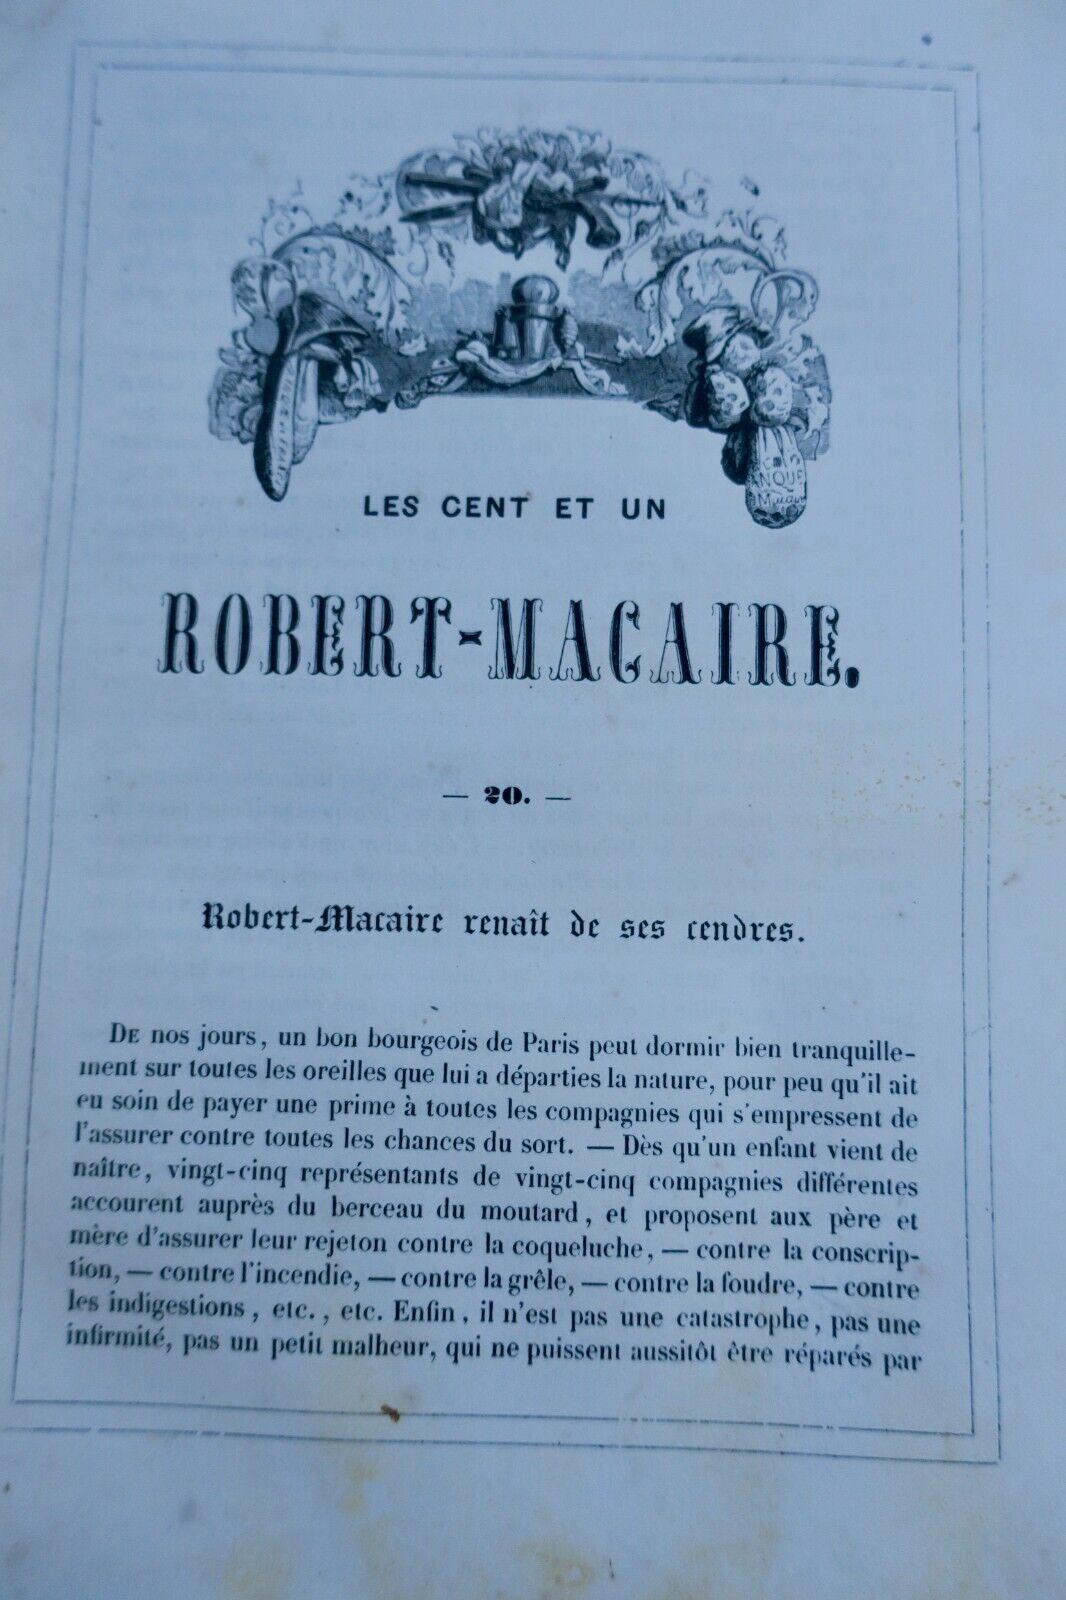 LES CENT ET UN
ROBERT-MACAIRE.
— 20. —
Robert-Macaire renaît de ses cendres.
DE nos jours, un bon bourgeois de Paris peut dormir bien tranquille-
ment sur toutes les oreilles que lui a départies la nature, pour peu qu'il ait
eu soin de payer une prime à toutes les compagnies qui s'empressent de
l'assurer contre toutes les chances du sort. — Dès qu'un enfant vient de
naître, vingt-cinq représentants de vingt-cinq compagnies différentes
accourent auprès du berceau du moutard, et proposent aux père et
mère d'assurer leur rejeton contre la coqueluche, — contre la conscrip-
tion, — contre l'incendie, — contre la grêle, — contre la foudre, — contre
les indigestions, etc., etc. Enfin, il n'est pas une catastrophe, pas une
infirmité, pas un petit malheur, qui ne puissent aussitôt être réparés par